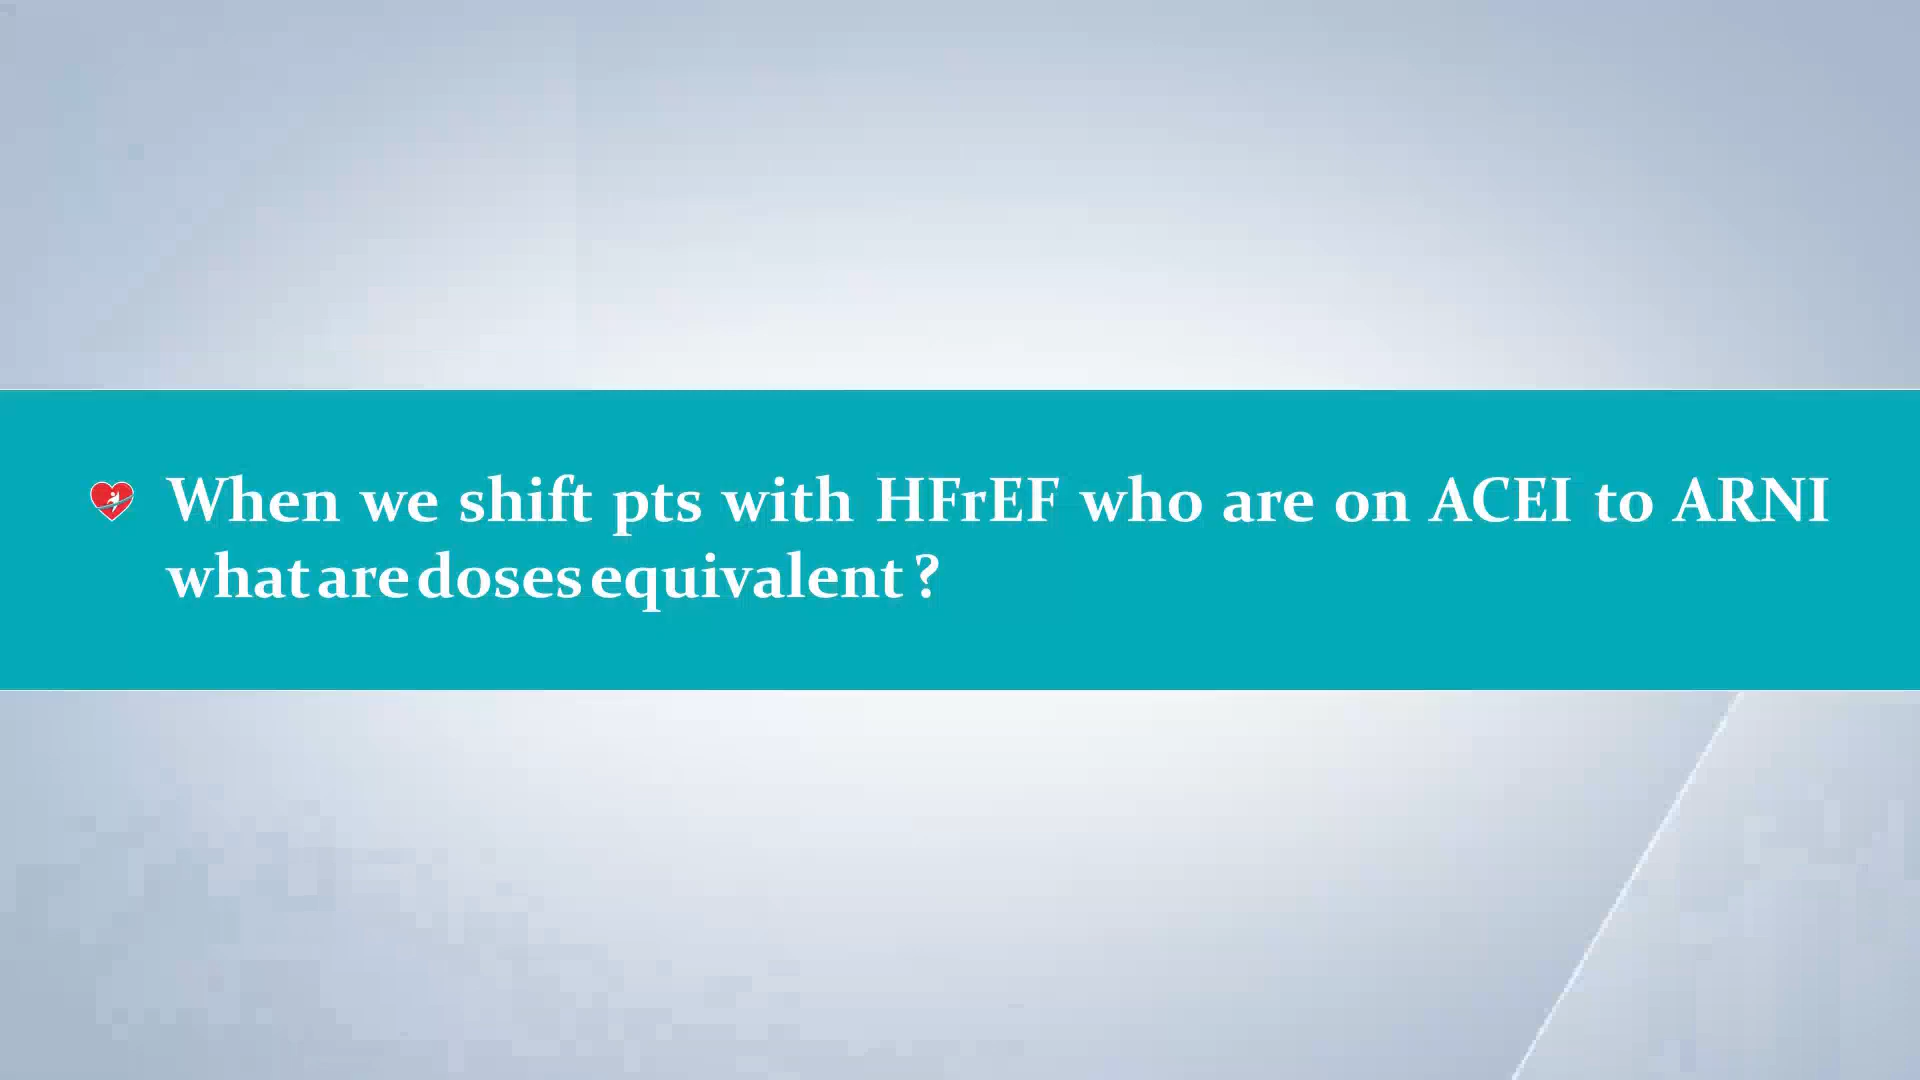 When we shift pts with HFrEF who are on ACEI to ARNI
what are doses equivalent ?